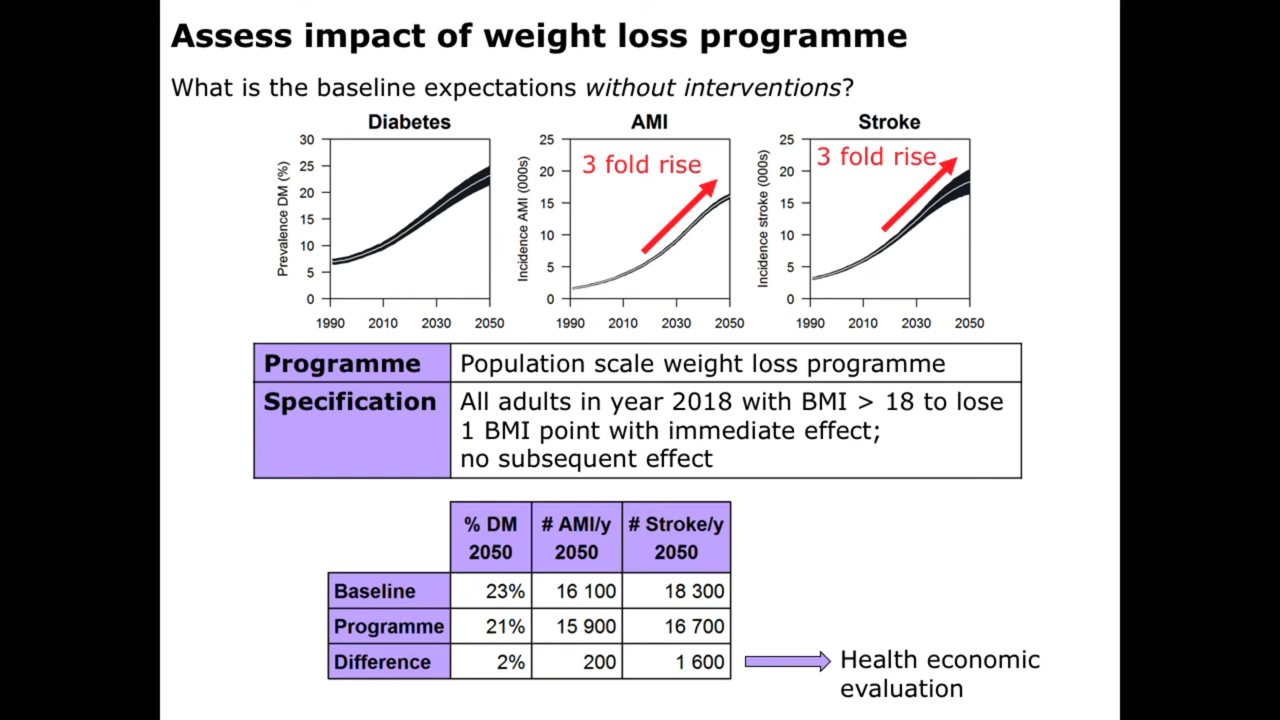 Assess impact of weight loss programme
What is the baseline expectations without interventions?
Diabetes
Prevalence DM (%)
30
25
20
15
10
5
0
1990 2010 2030 2050
AMI
3 fold rise
Incidence AMI (000s)
25
20
15
10
5
0
1990 2010 2030 2050
Stroke
3 fold rise
Incidence stroke (000s)
25
20
15
10
5
0
1990 2010 2030 2050
Programme Population scale weight loss programme
Specification All adults in year 2018 with BMI > 18 to lose
1 BMI point with immediate effect;
no subsequent effect
% DM # AMI/y # Stroke/y
2050 2050 2050
Baseline 23% 16 100 18 300
Programme 21% 15 900 16 700
Difference 2% 200 1 600
Health economic
evaluation